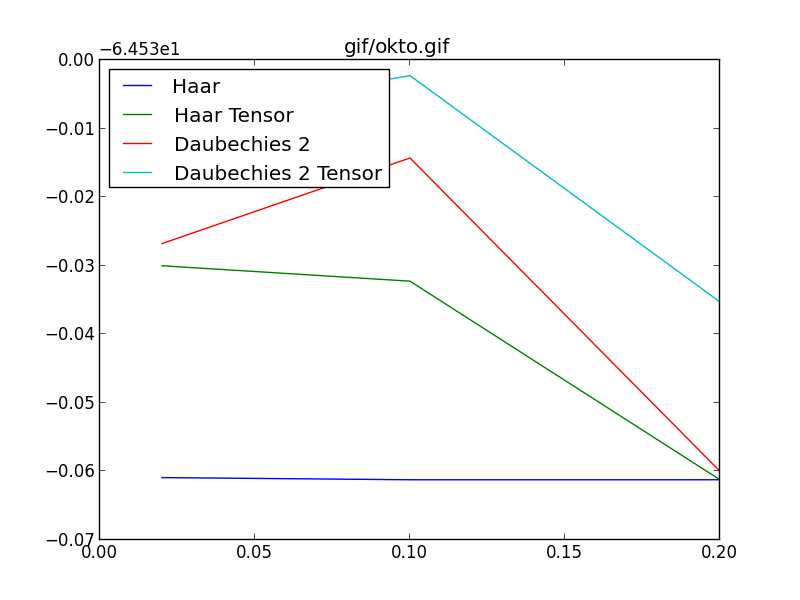 gif/okto.gif
−6.453e1
0.00
−0.01
−0.02
−0.03
−0.04
−0.05
−0.06
−0.07
Haar
Haar Tensor
Daubechies 2
Daubechies 2 Tensor
0.00 0.05 0.10 0.15 0.20